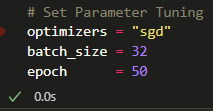 # Set Parameter Tuning
optimizers = "sgd"
batch_size = 32
epoch      = 50
✓ 0.0s